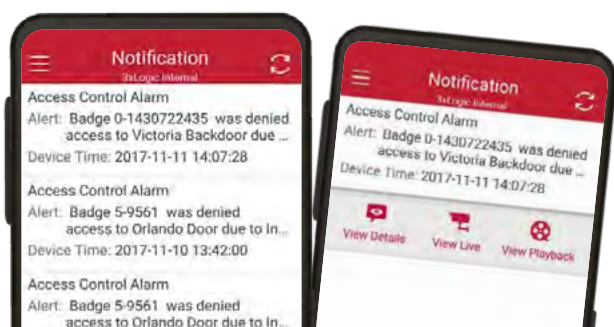 Notification
3xLogic Internal
Access Control Alarm
Alert: Badge 0-1430722435 was denied
access to Victoria Backdoor due ...
Device Time: 2017-11-11 14:07:28
Access Control Alarm
Alert: Badge 5-9561 was denied
access to Orlando Door due to In...
Device Time: 2017-11-10 13:42:00
Access Control Alarm
Alert: Badge 5-9561 was denied
access to Orlando Door due to In...
Notification
3xLogic Internal
Access Control Alarm
Alert: Badge 0-1430722435 was denied
access to Victoria Backdoor due ...
Device Time: 2017-11-11 14:07:28
View Details
View Live
View Playback